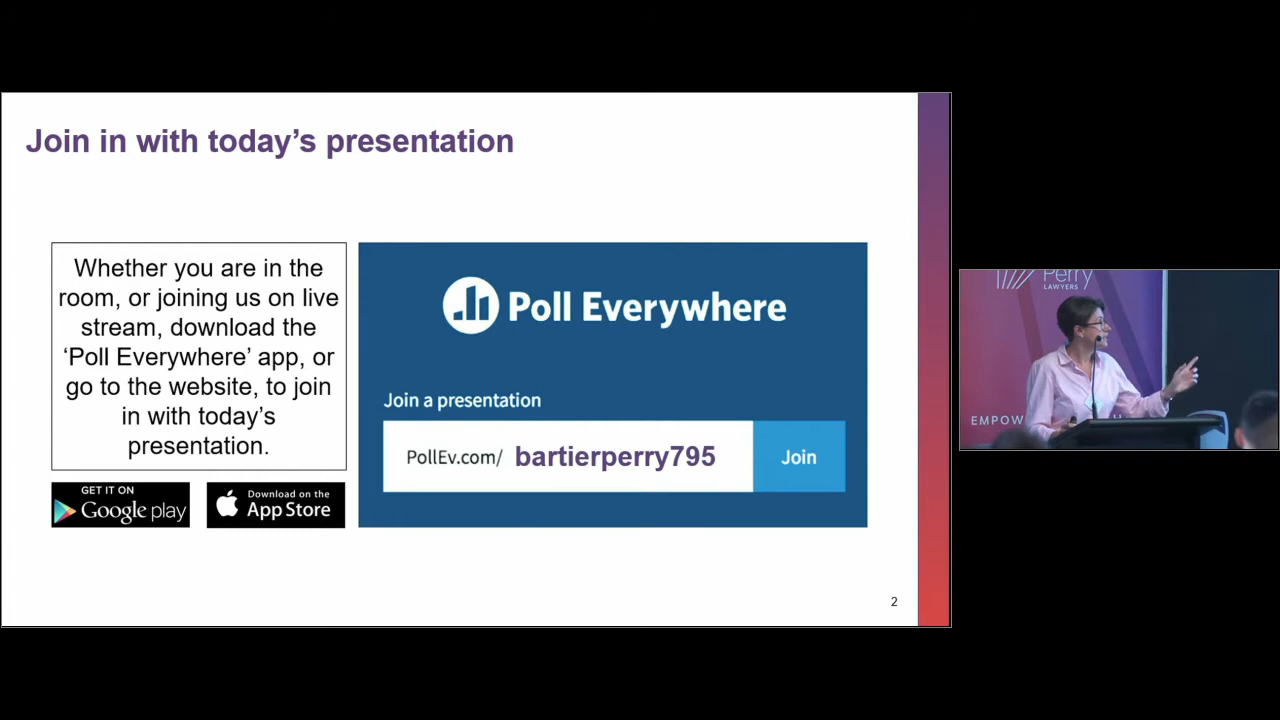 Join in with today’s presentation
Whether you are in the
room, or joining us on live
stream, download the
‘Poll Everywhere’ app, or
go to the website, to join
in with today’s
presentation.
GET IT ON
Google play
Download on the
App Store
Poll Everywhere
Join a presentation
PollEv.com/ bartierperry795
Join
2
Perry
LAWYERS